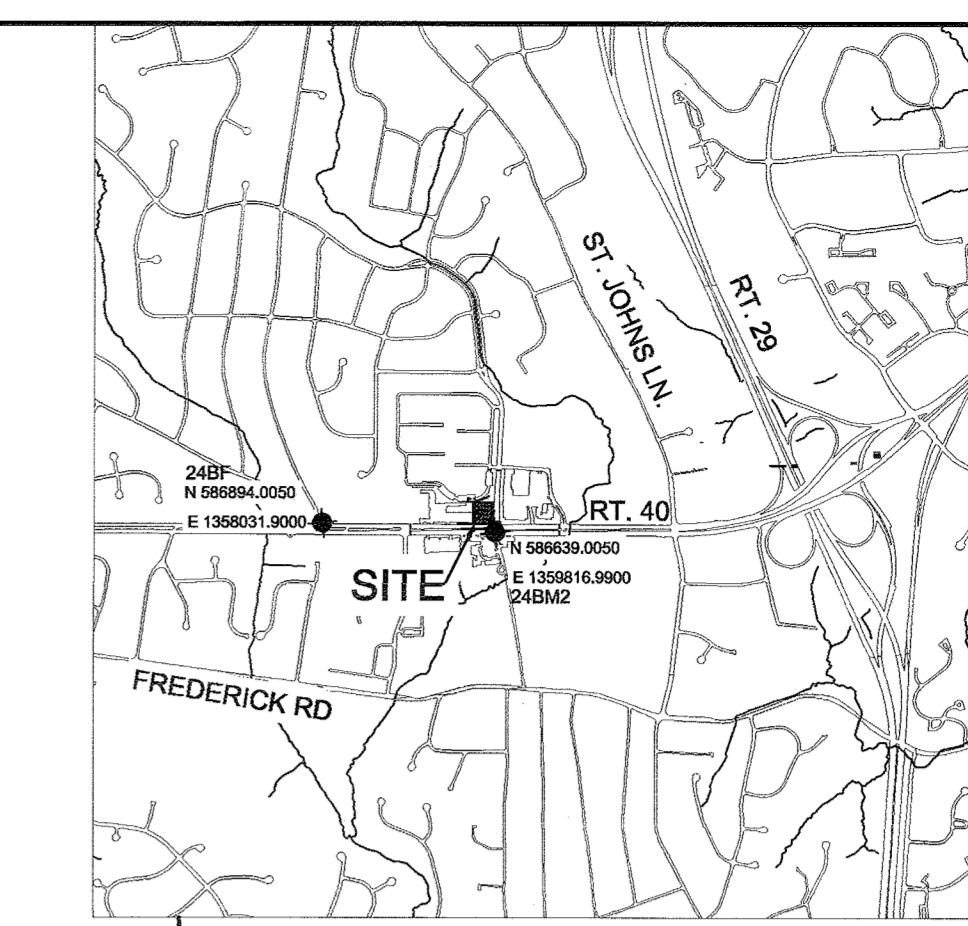 ST. JOHNS LN.
RT. 29
24BF
N 586894.0050
E 1358031.9000
RT. 40
N 586639.0050
E 1359816.9900
24BM2
SITE
FREDERICK RD